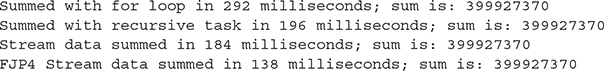 Summed with for loop in 292 milliseconds; sum is: 399927370
Summed with recursive task in 196 milliseconds; sum is: 399927370
Stream data summed in 184 milliseconds; sum is: 399927370
FJP4 Stream data summed in 138 milliseconds; sum is: 399927370